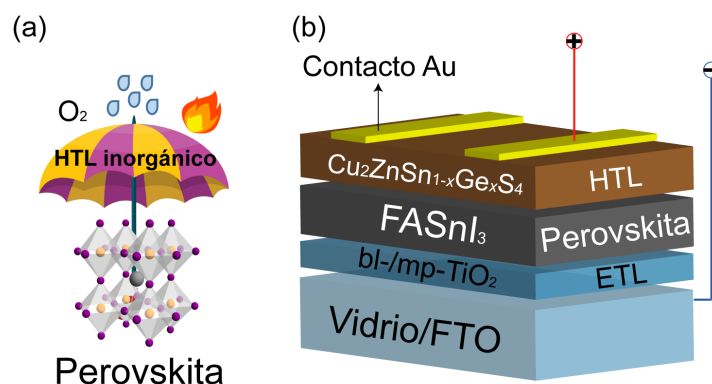 (a)
O₂
HTL inorgánico
Perovskita
(b)
Contacto Au
Cu₂ZnSn₁₋ₓGeₓS₄
HTL
FASnI₃
Perovskita
bl-/mp-TiO₂
ETL
Vidrio/FTO
+
-